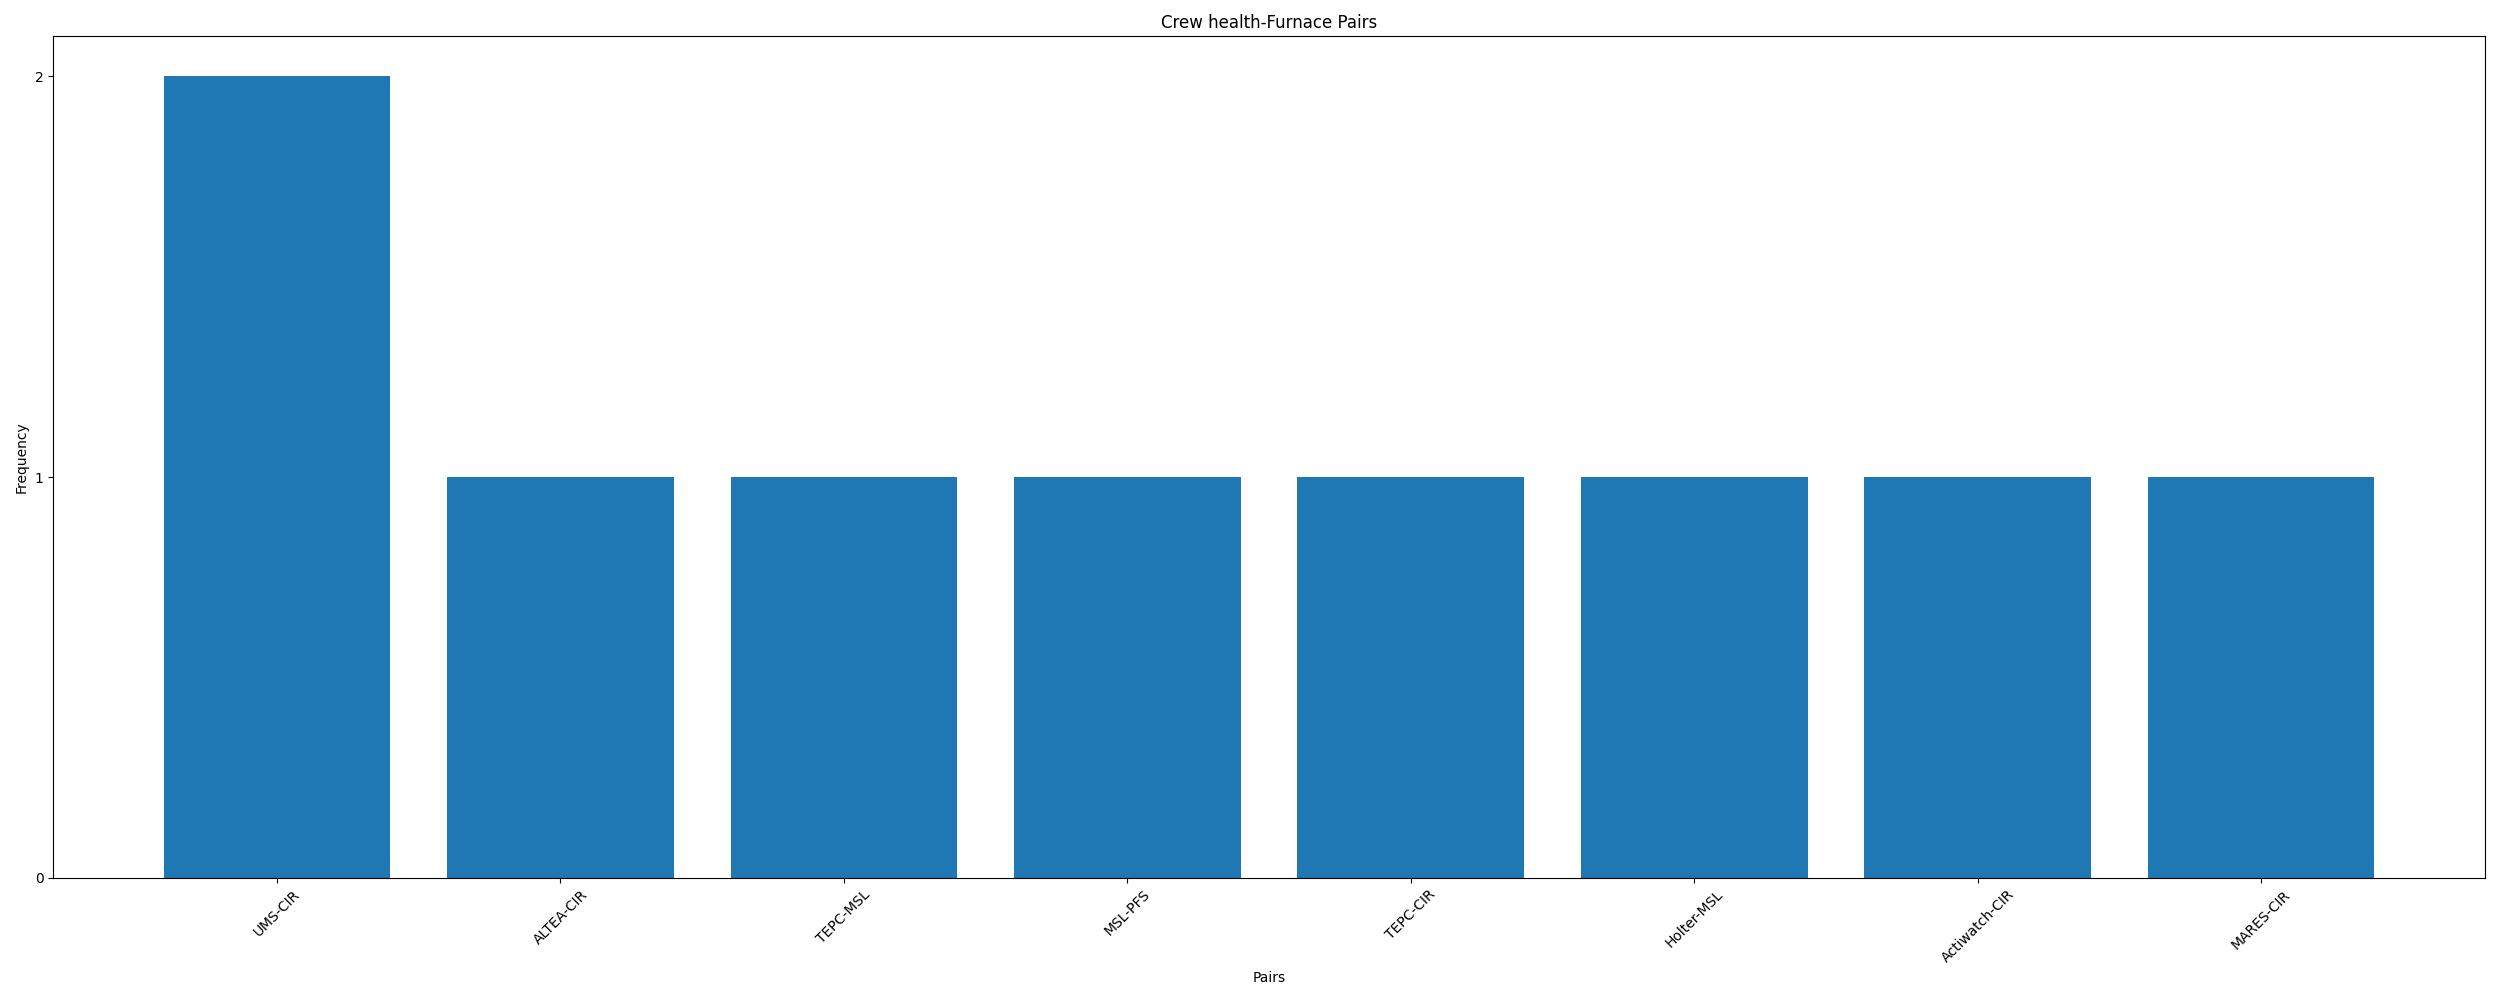 Crew health-Furnace Pairs
Frequency
2
1
0
UMS-CIR
ALTEA-CIR
TEPC-MSL
MSL-PFS
TEPC-CIR
Holter-MSL
Actiwatch-CIR
MARES-CIR
Pairs